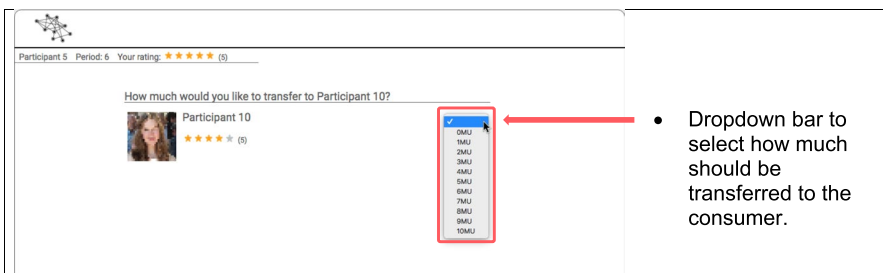 Participant 5 Period: 6 Your rating: ★ ★ ★ ★ ★ (5)
How much would you like to transfer to Participant 10?
Participant 10
★ ★ ★ ★ ★ (5)
✓
0MU
1MU
2MU
3MU
4MU
5MU
6MU
7MU
8MU
9MU
10MU
• Dropdown bar to
select how much
should be
transferred to the
consumer.